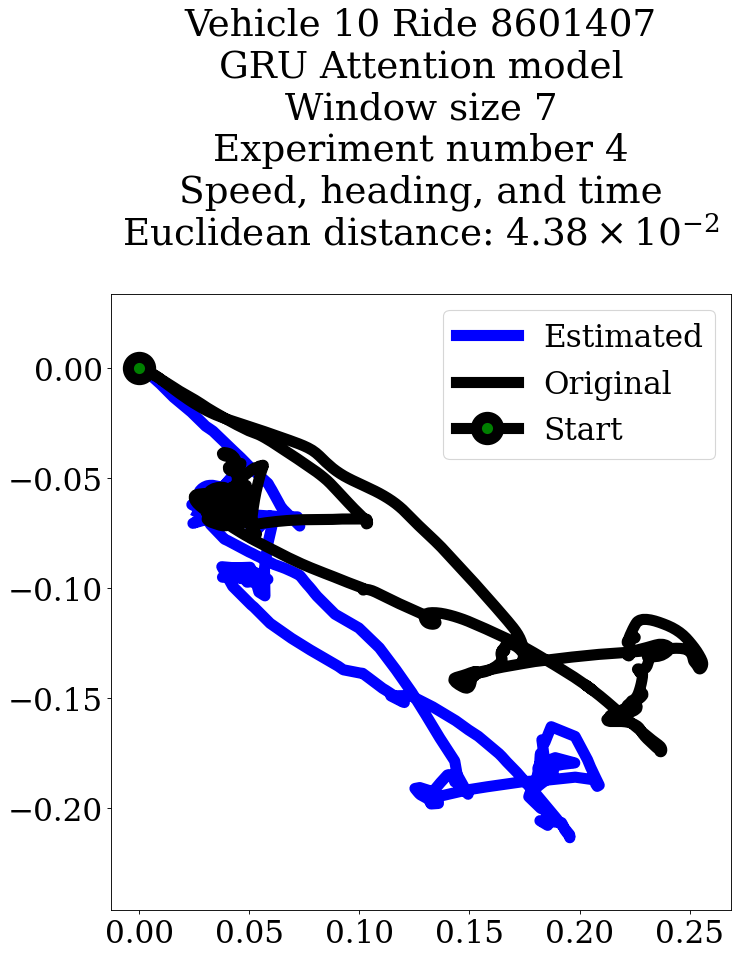 Vehicle 10 Ride 8601407
GRU Attention model
Window size 7
Experiment number 4
Speed, heading, and time
Euclidean distance: 4.38 × 10⁻²
Estimated
Original
Start
0.00
−0.05
−0.10
−0.15
−0.20
0.00 0.05 0.10 0.15 0.20 0.25